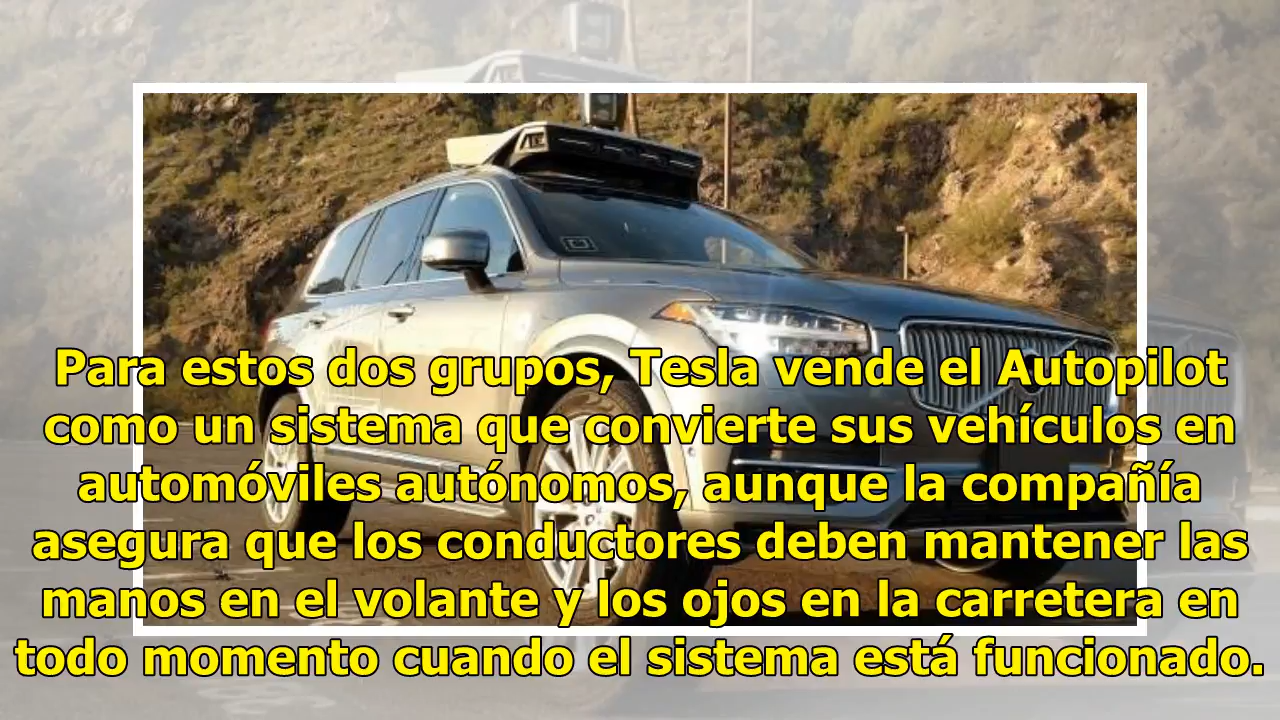 Para estos dos grupos, Tesla vende el Autopilot
como un sistema que convierte sus vehículos en
automóviles autónomos, aunque la compañía
asegura que los conductores deben mantener las
manos en el volante y los ojos en la carretera en
todo momento cuando el sistema está funcionado.